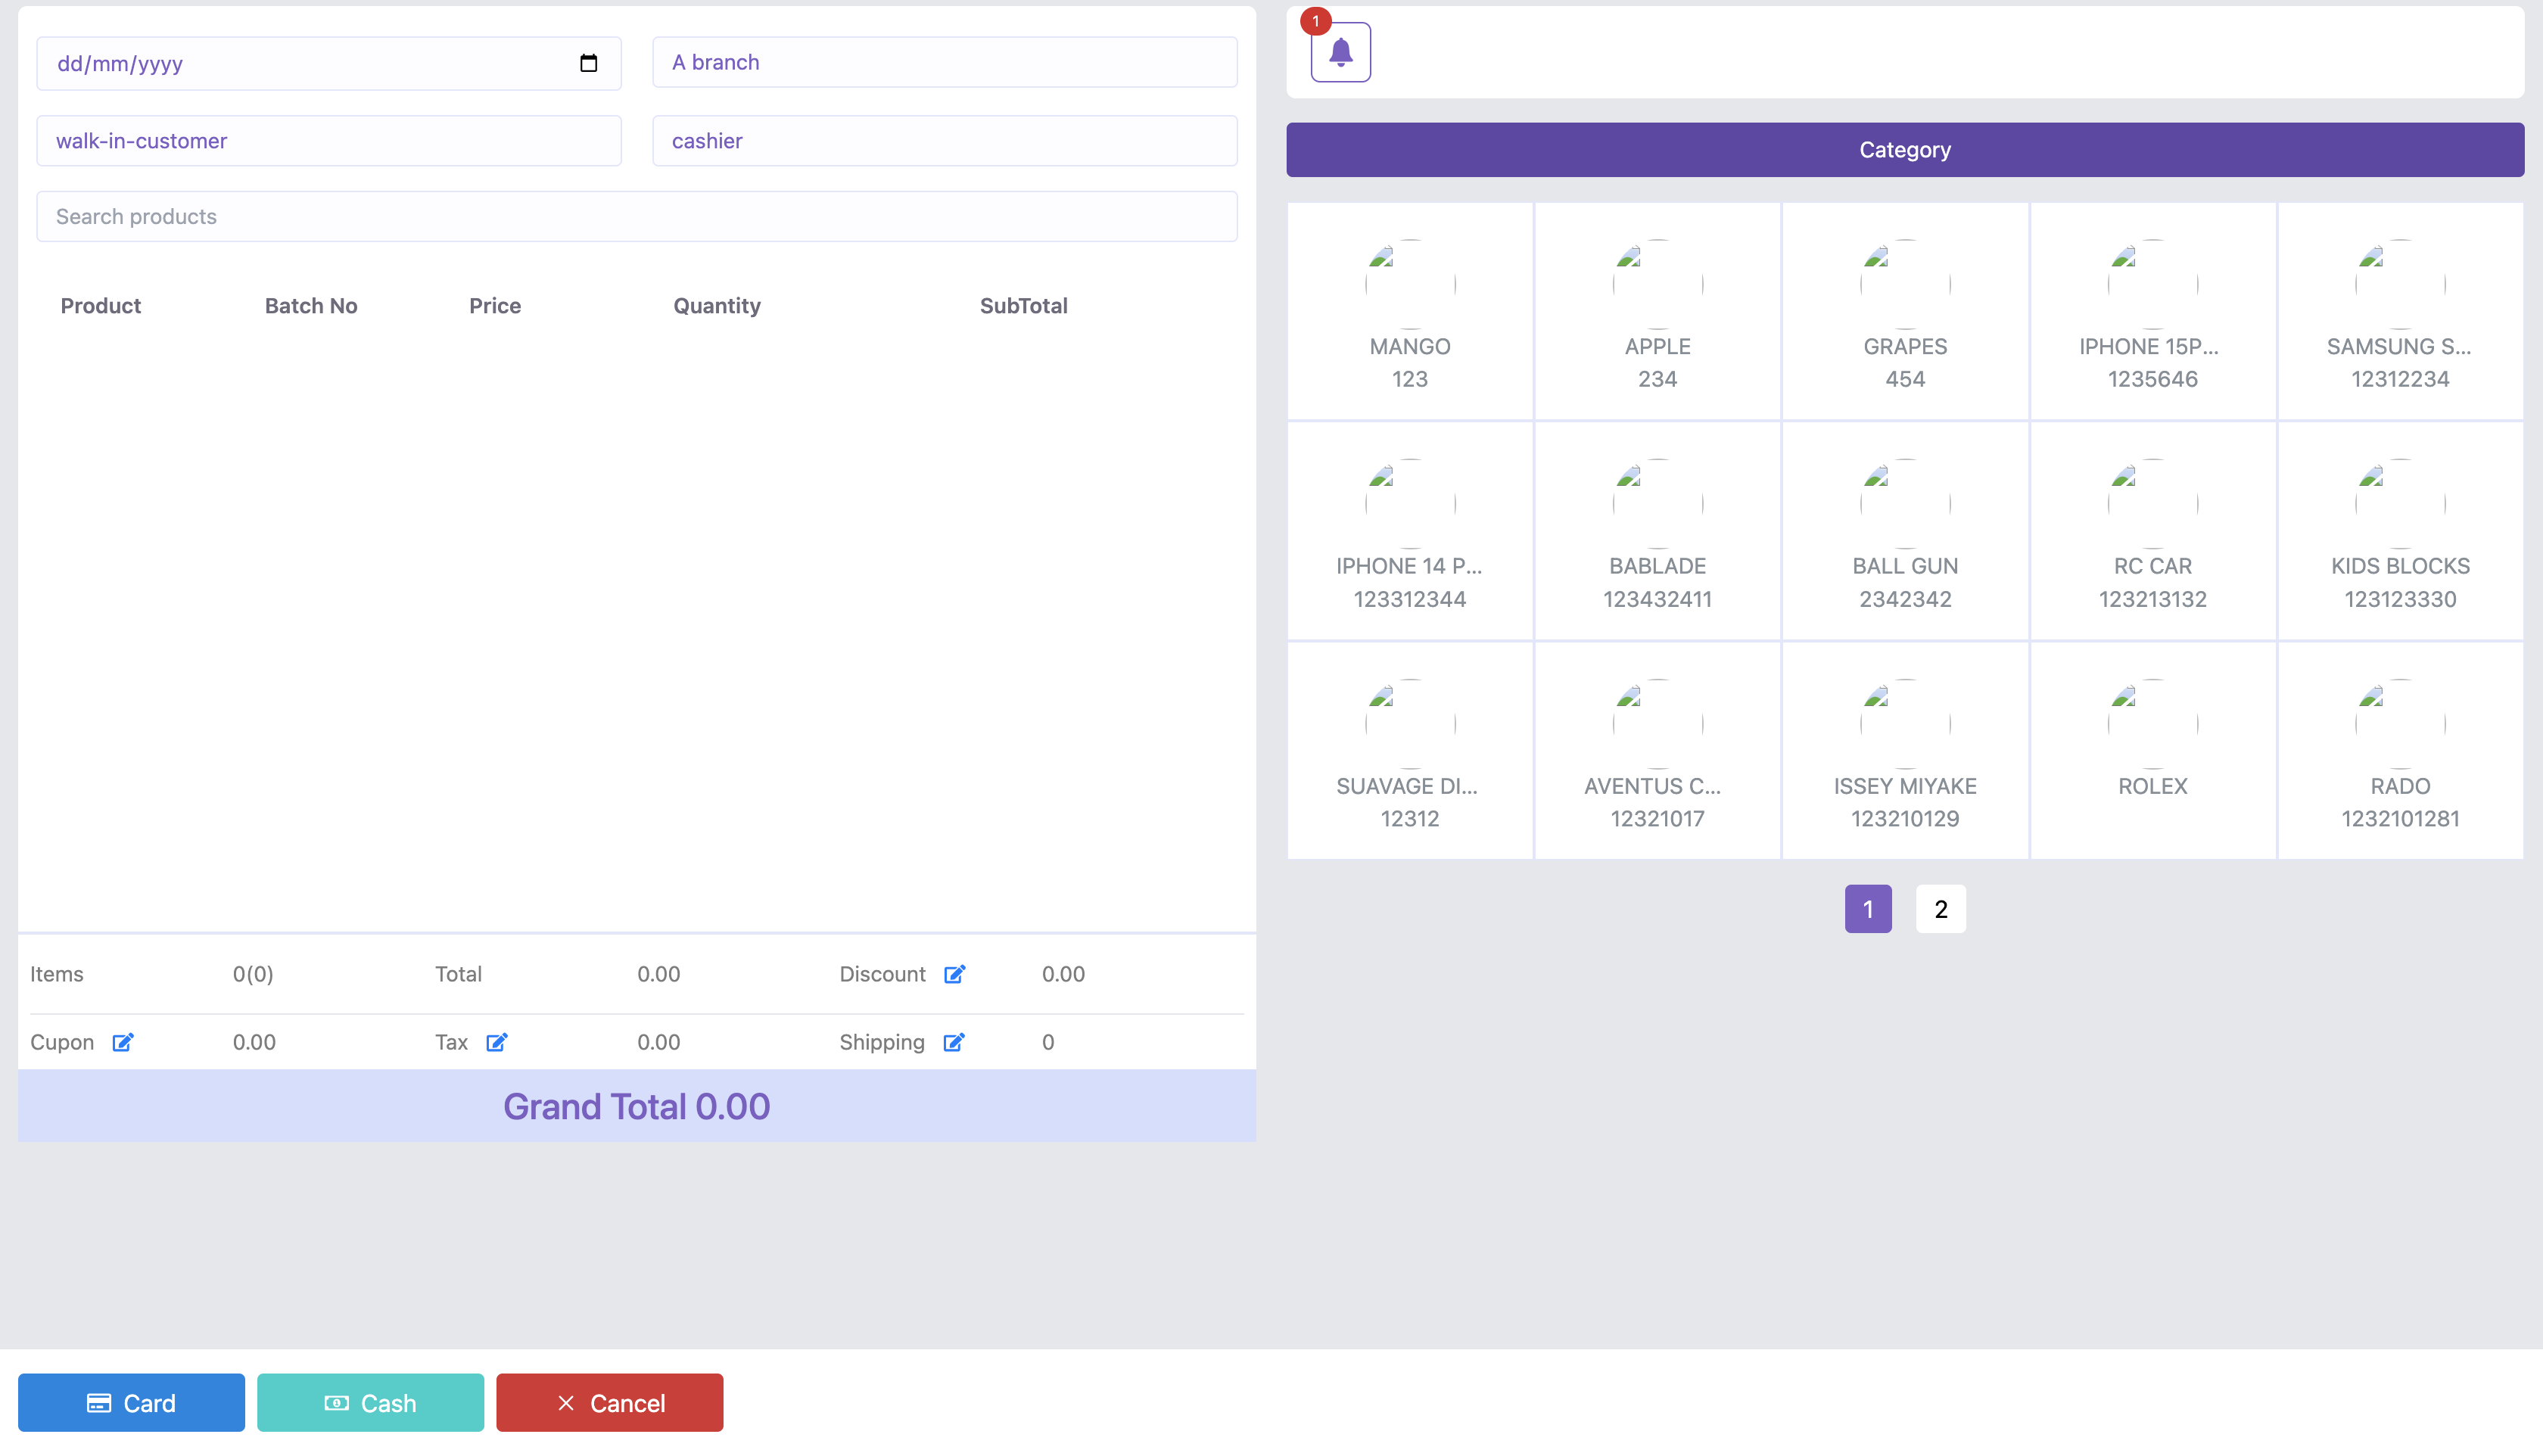 dd/mm/yyyy
A branch
walk-in-customer
cashier
Search products
Product Batch No Price Quantity SubTotal
Items 0(0) Total 0.00 Discount 0.00
Cupon 0.00 Tax 0.00 Shipping 0
Grand Total 0.00
Card
Cash
Cancel
1
Category
MANGO
123
APPLE
234
GRAPES
454
IPHONE 15P...
1235646
SAMSUNG S...
12312234
IPHONE 14 P...
123312344
BABLADE
123432411
BALL GUN
2342342
RC CAR
123213132
KIDS BLOCKS
123123330
SUAVAGE DI...
12312
AVENTUS C...
12321017
ISSEY MIYAKE
123210129
ROLEX
RADO
1232101281
1 2